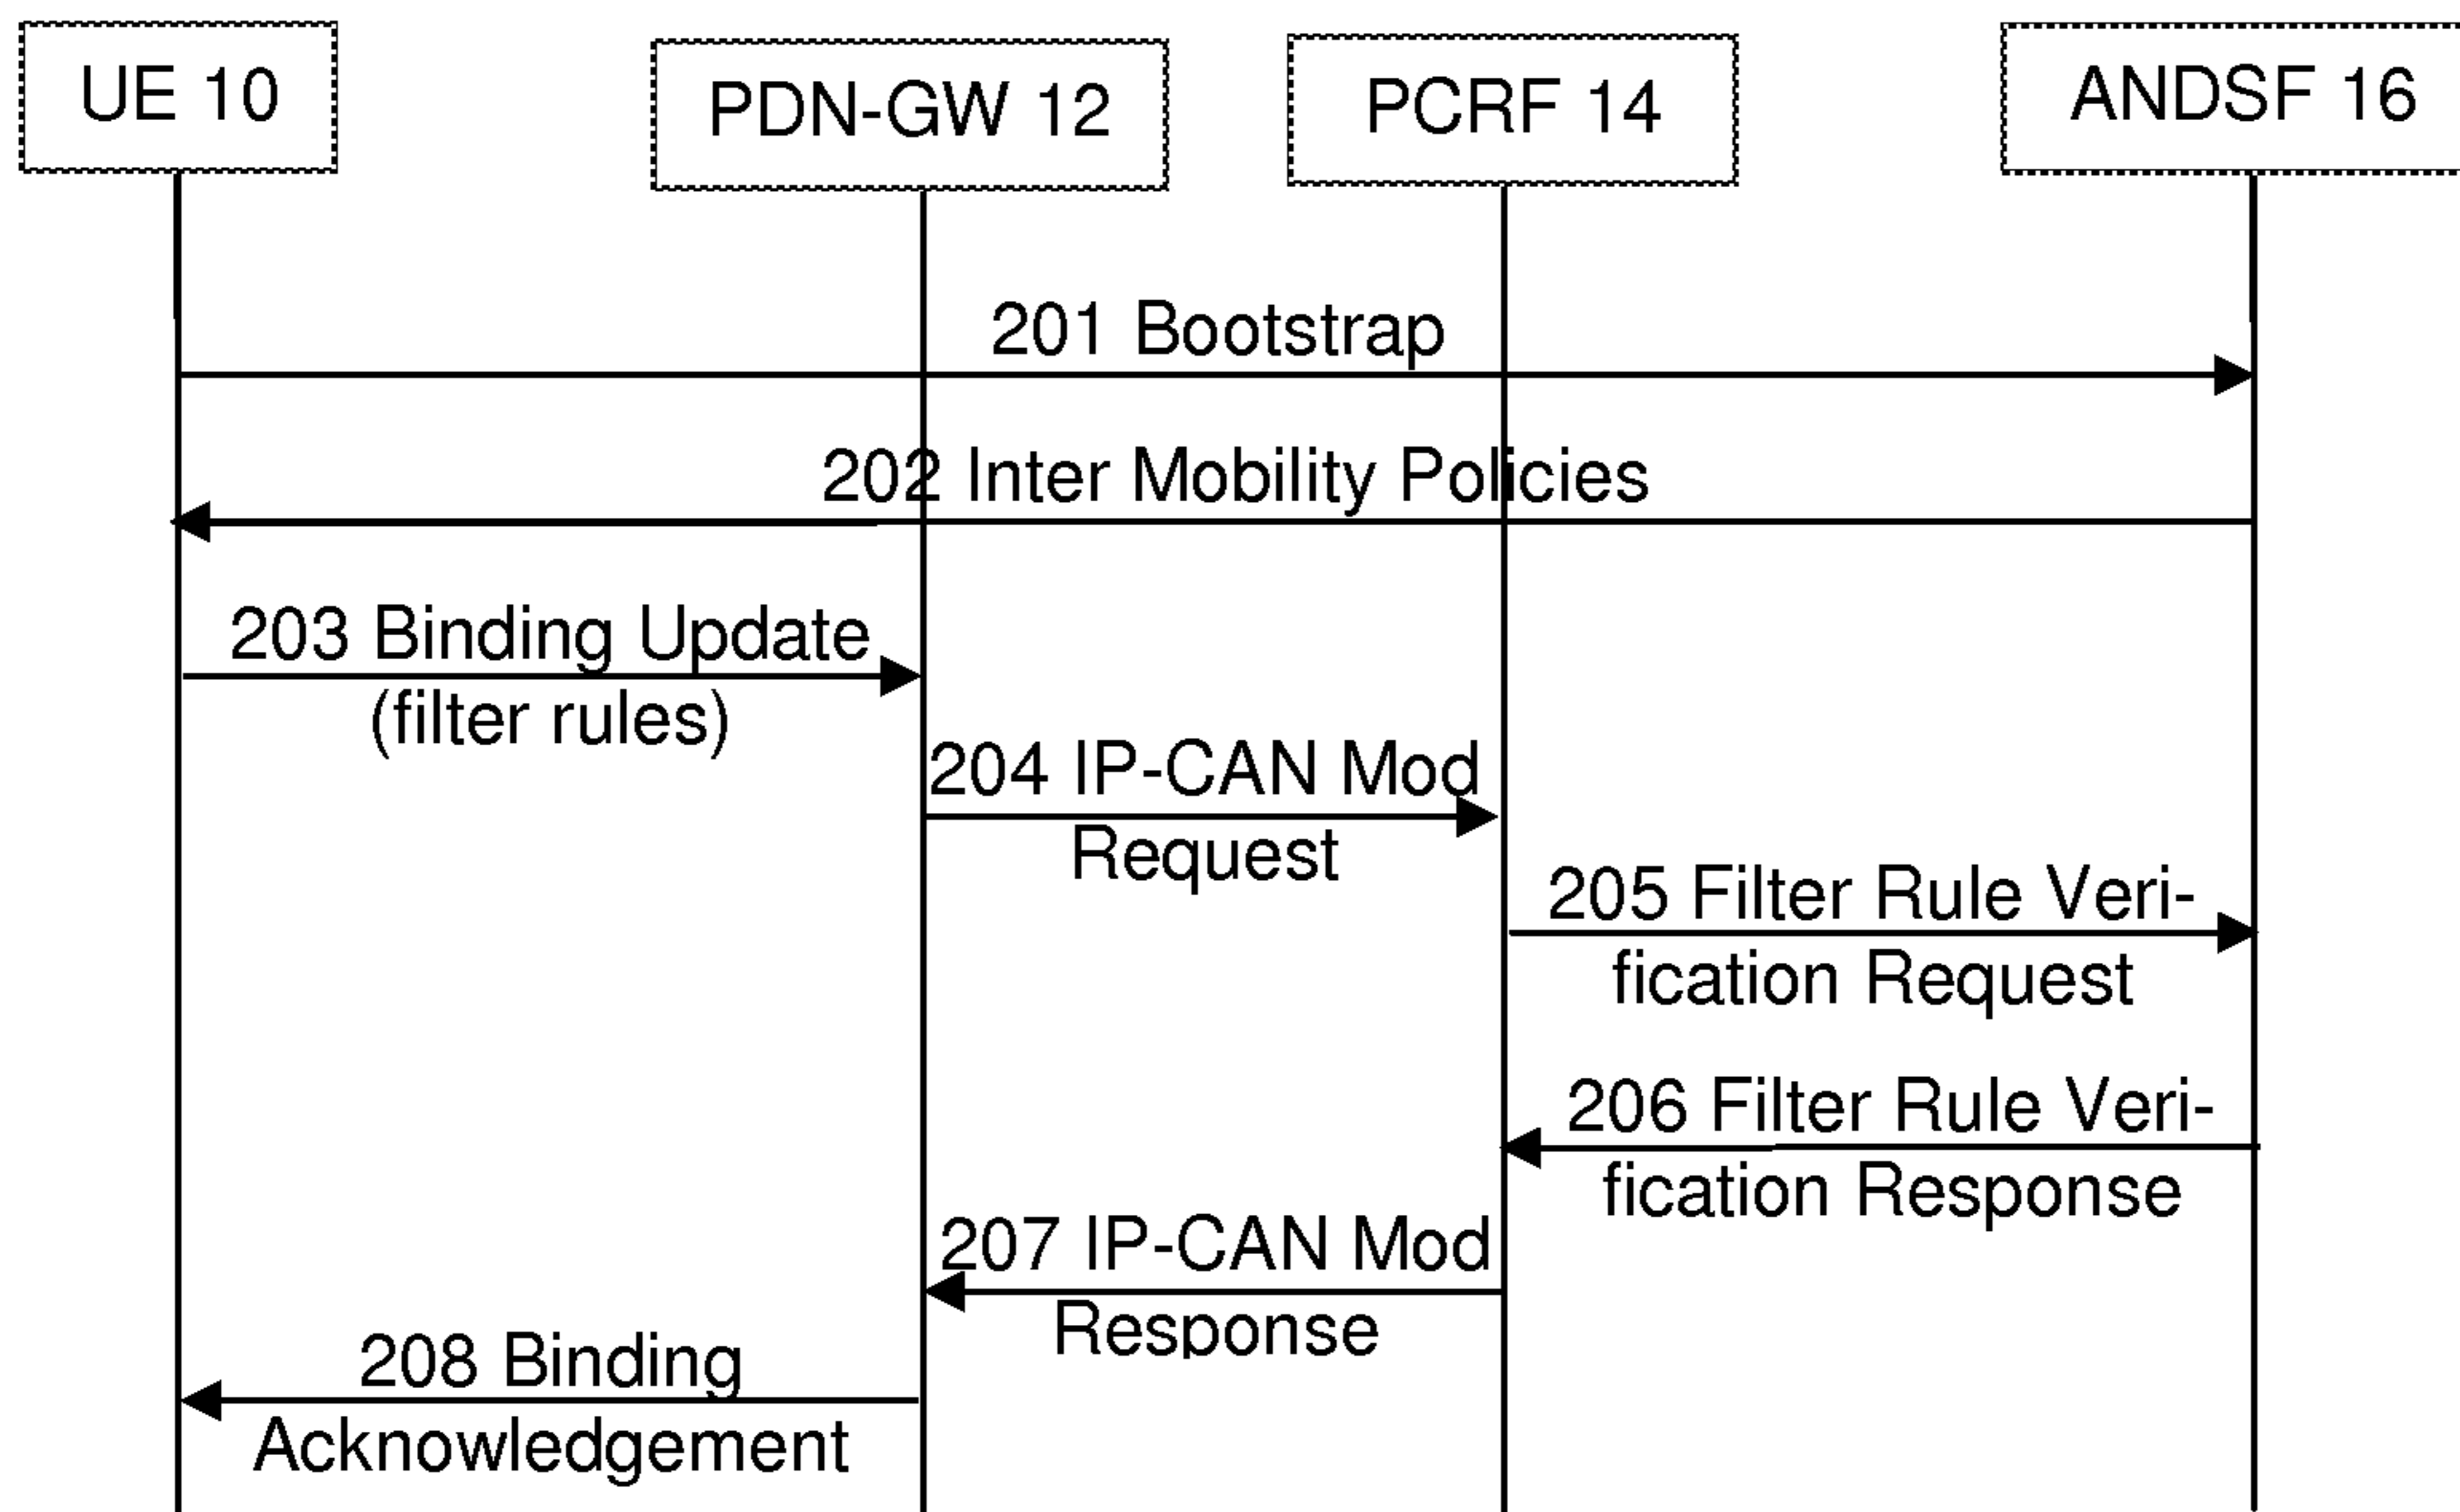 UE 10
PDN-GW 12
PCRF 14
ANDSF 16
201 Bootstrap
202 Inter Mobility Policies
203 Binding Update
(filter rules)
204 IP-CAN Mod
Request
205 Filter Rule Veri-
fication Request
206 Filter Rule Veri-
fication Response
207 IP-CAN Mod
Response
208 Binding
Acknowledgement